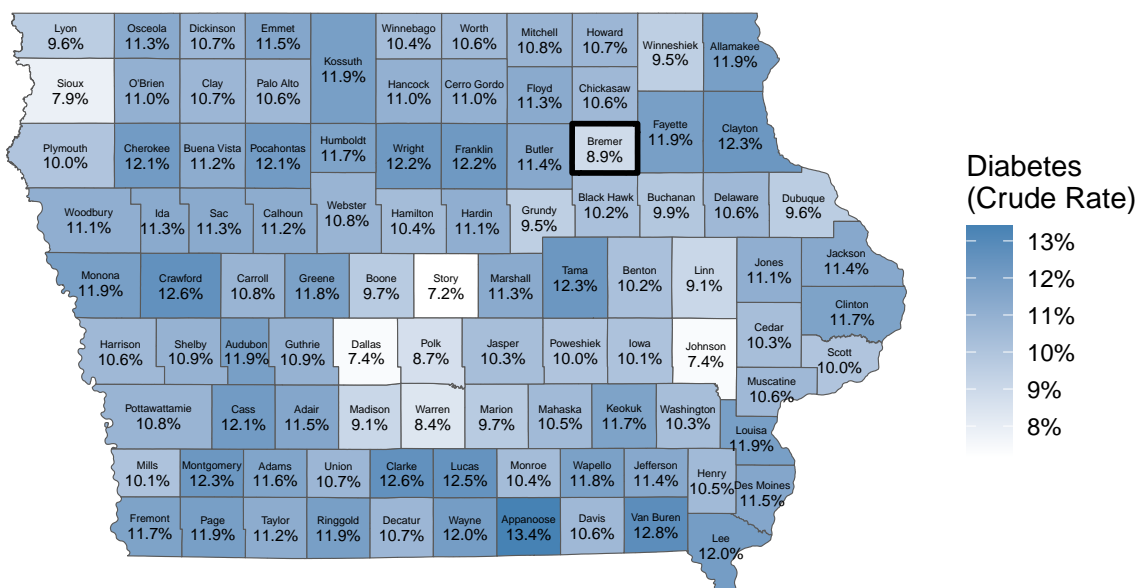 Lyon
9.6%
Osceola
11.3%
Dickinson
10.7%
Emmet
11.5%
Kossuth
11.9%
Winnebago
10.4%
Worth
10.6%
Mitchell
10.8%
Howard
10.7%
Winneshiek
9.5%
Allamakee
11.9%
Sioux
7.9%
O'Brien
11.0%
Clay
10.7%
Palo Alto
10.6%
Hancock
11.0%
Cerro Gordo
11.0%
Floyd
11.3%
Chickasaw
10.6%
Plymouth
10.0%
Cherokee
12.1%
Buena Vista
11.2%
Pocahontas
12.1%
Humboldt
11.7%
Wright
12.2%
Franklin
12.2%
Butler
11.4%
Bremer
8.9%
Fayette
11.9%
Clayton
12.3%
Woodbury
11.1%
Ida
11.3%
Sac
11.3%
Calhoun
11.2%
Webster
10.8%
Hamilton
10.4%
Hardin
11.1%
Grundy
9.5%
Black Hawk
10.2%
Buchanan
9.9%
Delaware
10.6%
Dubuque
9.6%
Monona
11.9%
Crawford
12.6%
Carroll
10.8%
Greene
11.8%
Boone
9.7%
Story
7.2%
Marshall
11.3%
Tama
12.3%
Benton
10.2%
Linn
9.1%
Jones
11.1%
Jackson
11.4%
Clinton
11.7%
Harrison
10.6%
Shelby
10.9%
Audubon
11.9%
Guthrie
10.9%
Dallas
7.4%
Polk
8.7%
Jasper
10.3%
Poweshiek
10.0%
Iowa
10.1%
Johnson
7.4%
Cedar
10.3%
Scott
10.0%
Muscatine
10.6%
Pottawattamie
10.8%
Cass
12.1%
Adair
11.5%
Madison
9.1%
Warren
8.4%
Marion
9.7%
Mahaska
10.5%
Keokuk
11.7%
Washington
10.3%
Louisa
11.9%
Mills
10.1%
Montgomery
12.3%
Adams
11.6%
Union
10.7%
Clarke
12.6%
Lucas
12.5%
Monroe
10.4%
Wapello
11.8%
Jefferson
11.4%
Henry
10.5%
Des Moines
11.5%
Fremont
11.7%
Page
11.9%
Taylor
11.2%
Ringgold
11.9%
Decatur
10.7%
Wayne
12.0%
Appanoose
13.4%
Davis
10.6%
Van Buren
12.8%
Lee
12.0%
Diabetes
(Crude Rate)
13%
12%
11%
10%
9%
8%